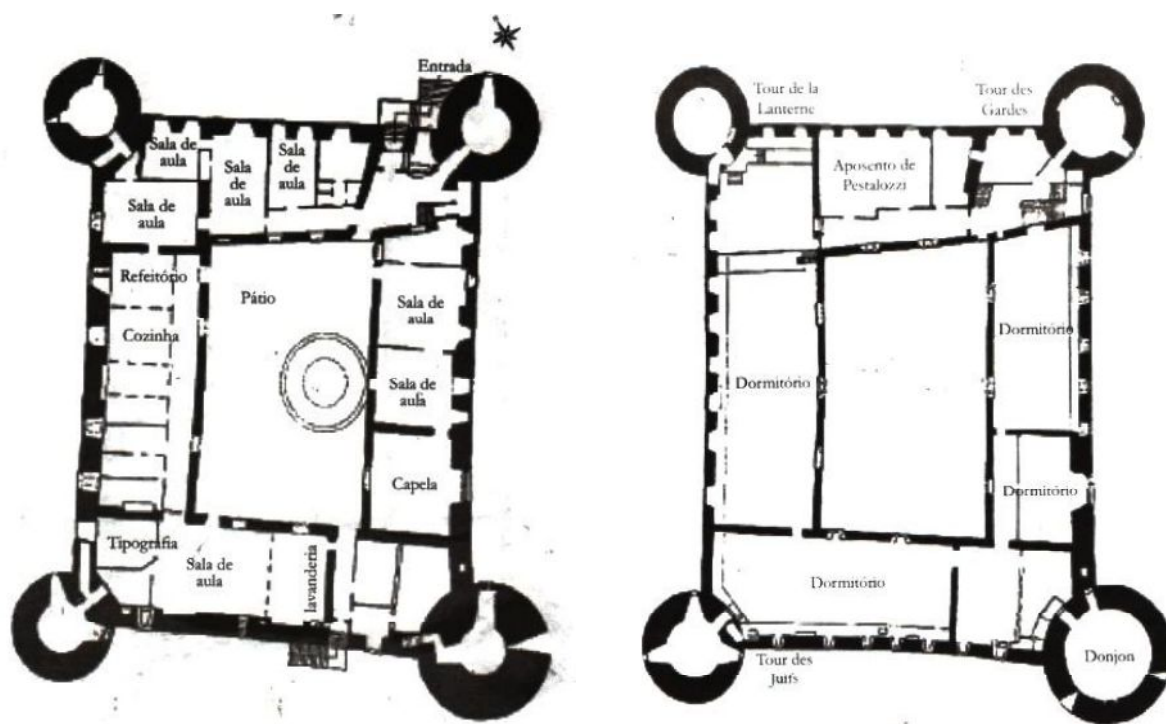 Entrada
Sala de
aula
Sala
de
aula
Sala
de
aula
Sala de
aula
Refeitório
Pátio
Cozinha
Sala de
aula
Sala de
aula
Capela
Tipografia
Sala de
aula
lavanderia
Tour de la
Lanterne
Tour des
Gardes
Aposento de
Pestalozzi
Dormitório
Dormitório
Dormitório
Dormitório
Tour des
Juifs
Donjon